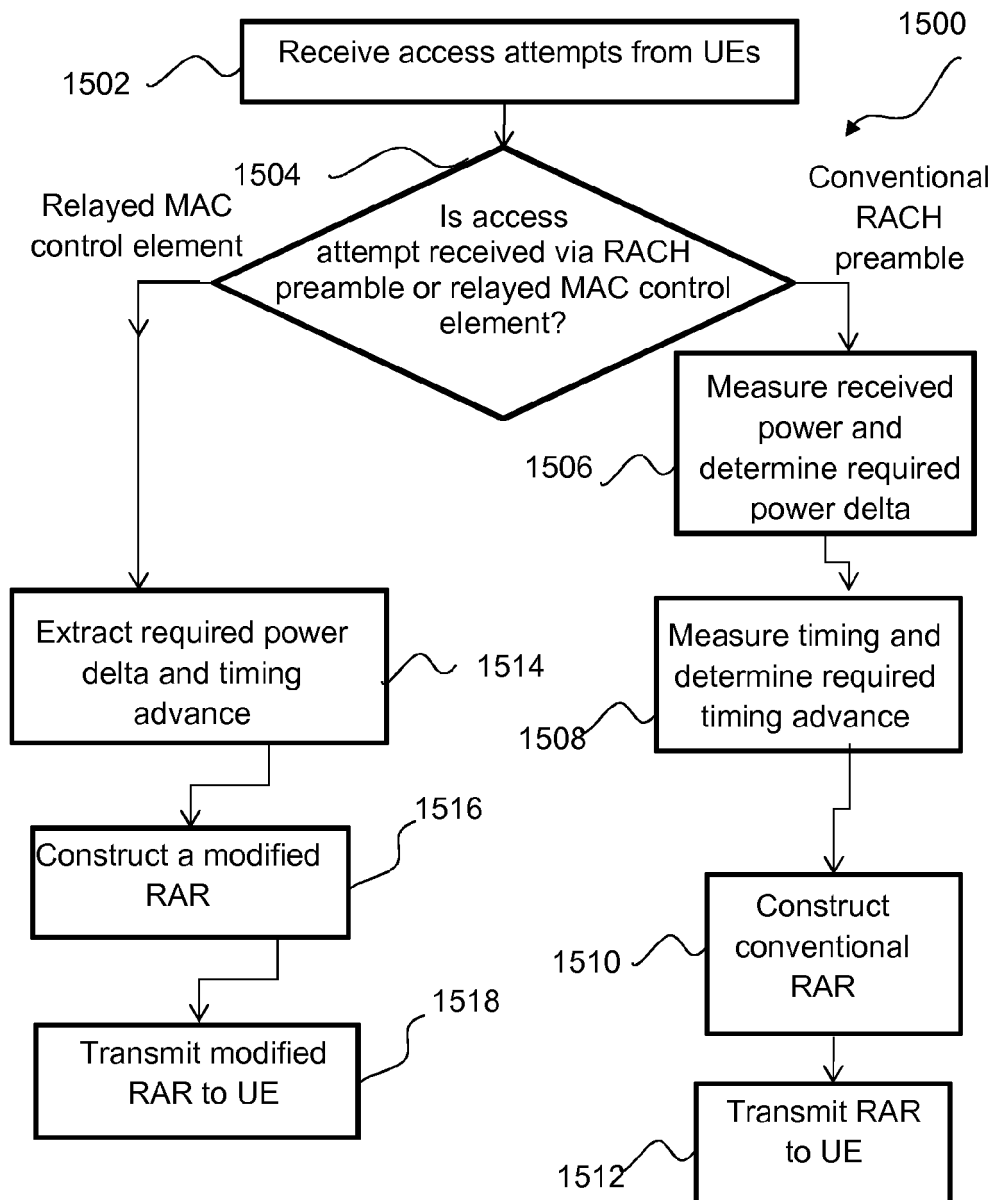 1500
Receive access attempts from UEs
1502
1504
Relayed MAC
control element
Conventional
RACH
preamble
Is access
attempt received via RACH
preamble or relayed MAC control
element?
Measure received
power and
determine required
power delta
1506
Extract required power
delta and timing
advance
1514
Measure timing and
determine required
timing advance
1508
Construct a modified
RAR
1516
Construct
conventional
RAR
1510
Transmit modified
RAR to UE
1518
Transmit RAR
to UE
1512